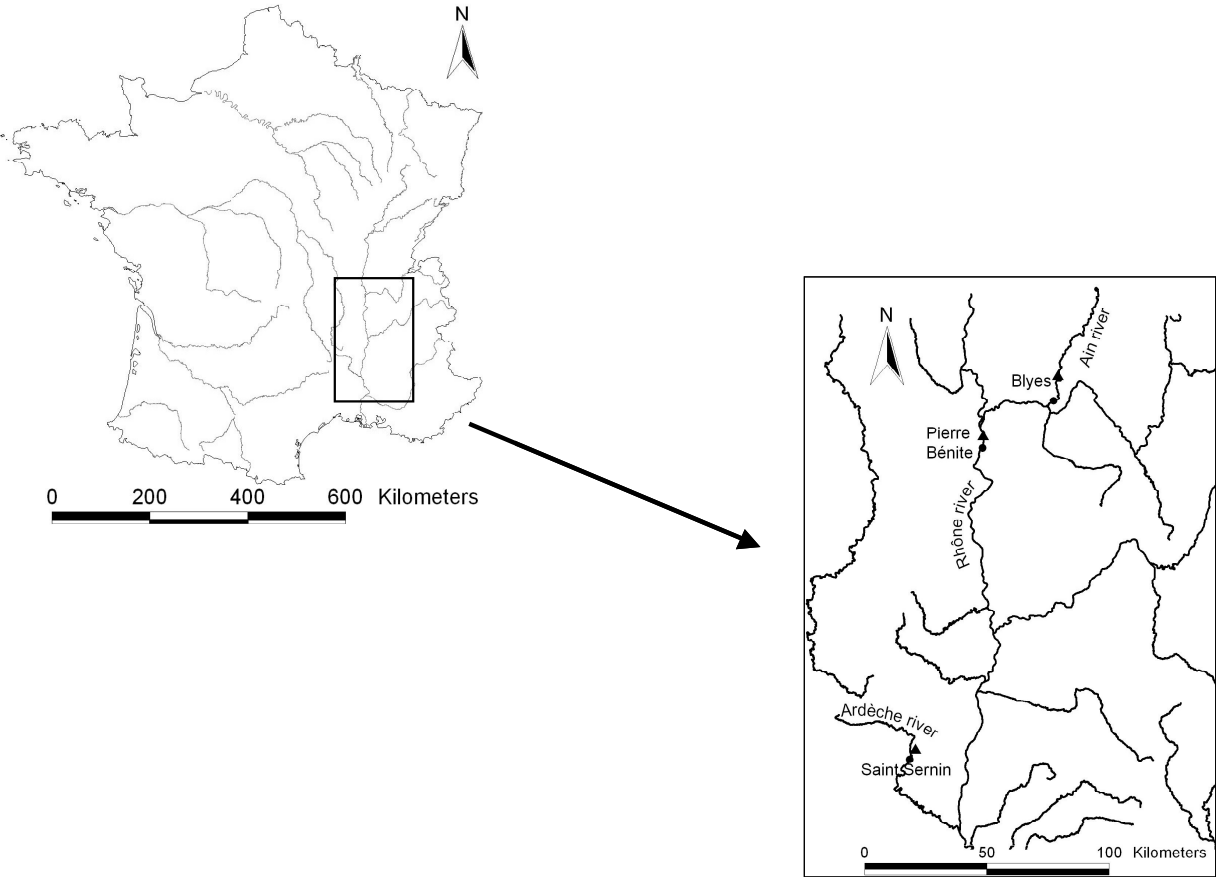 N
0 200 400 600 Kilometers
N
Ain river
Blyes
Pierre
Bénite
Rhône river
Ardèche river
Saint Sernin
0 50 100 Kilometers